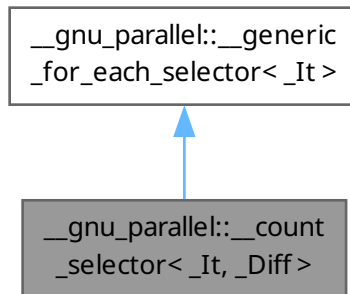 __gnu_parallel::__generic
_for_each_selector< _It >
__gnu_parallel::__count
_selector< _It, _Diff >